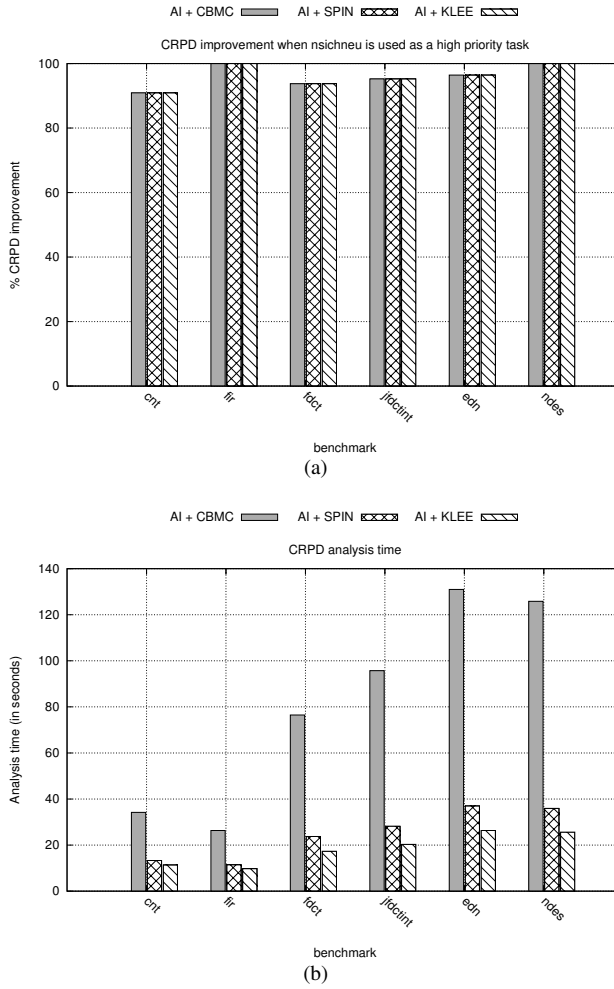 AI + CBMC AI + SPIN AI + KLEE
CRPD improvement when nsichneu is used as a high priority task
100
80
60
40
20
0
% CRPD improvement
cnt fir fdct jfdctint edn ndes
benchmark
(a)
AI + CBMC AI + SPIN AI + KLEE
CRPD analysis time
140
120
100
80
60
40
20
0
Analysis time (in seconds)
cnt fir fdct jfdctint edn ndes
benchmark
(b)